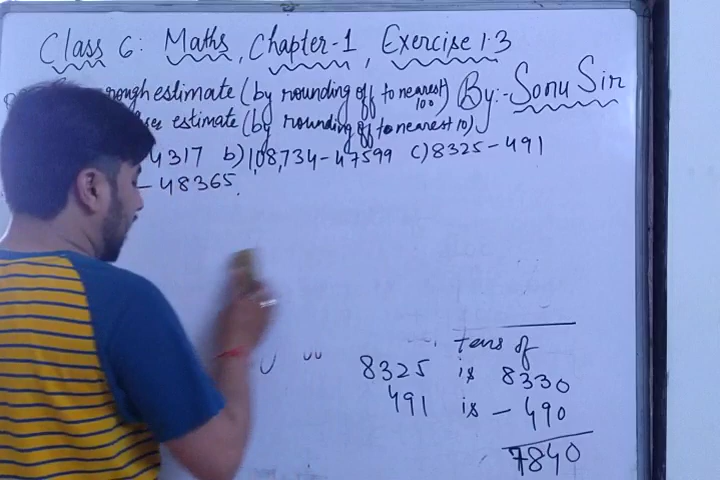 Class 6: Maths, Chapter-1, Exercise 1.3
rough estimate (by rounding off to nearest 100) By:- Sonu Sir
estimate (by rounding off to nearest 10)
4317 b) 1,08,734 - 47599 c) 8325 - 491
- 48365.
tens of
8325 is 8330
491 is - 490
7840